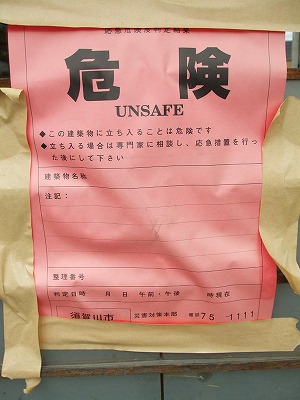 応急危険度判定結果
危険
UNSAFE
◆この建築物に立ち入ることは危険です
◆立ち入る場合は専門家に相談し、応急措置を行っ
た後にして下さい
建築物名称
注記:
整理番号
判定日時 月 日 午前・午後 時現在
須賀川市 災害対策本部 電話 75-1111